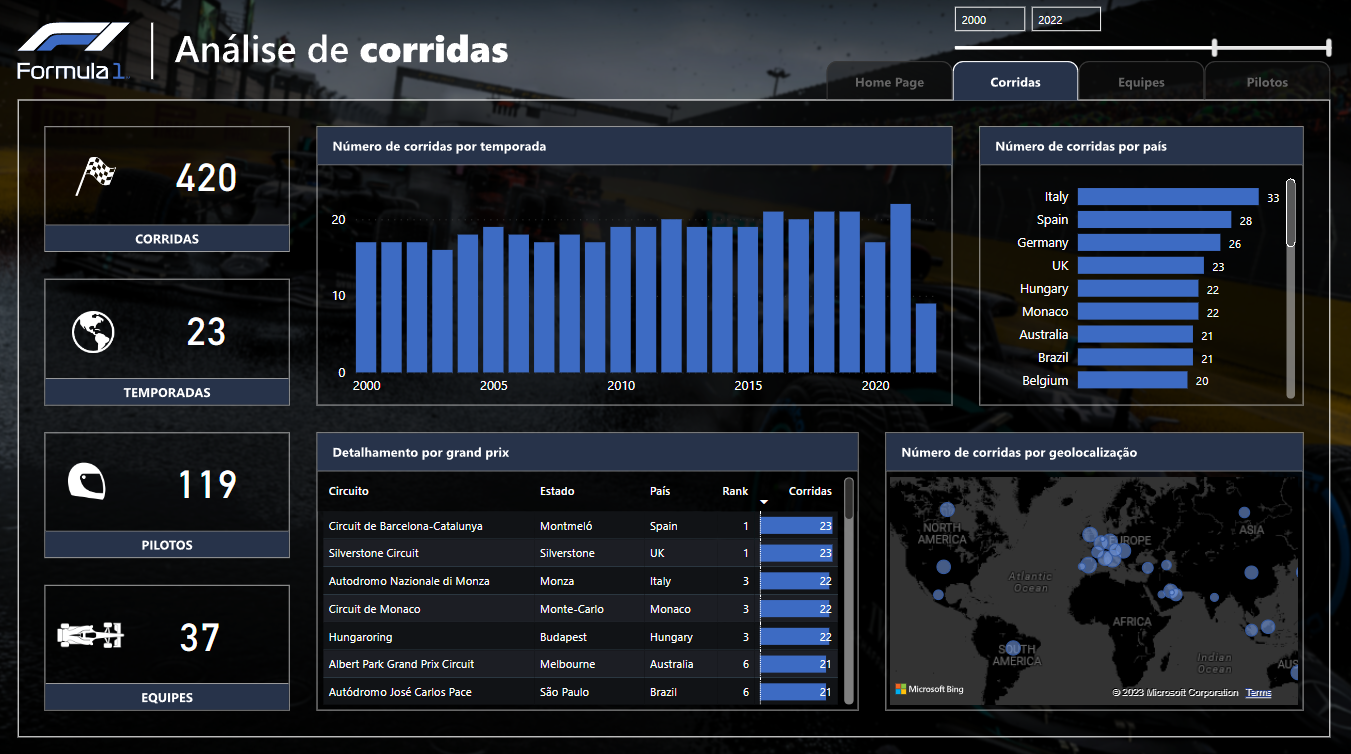 2000 2022
Formula 1
Análise de corridas
Home Page Corridas Equipes Pilotos
420
CORRIDAS
23
TEMPORADAS
119
PILOTOS
37
EQUIPES
Número de corridas por temporada
20
10
0
2000 2005 2010 2015 2020
Número de corridas por país
Italy 33
Spain 28
Germany 26
UK 23
Hungary 22
Monaco 22
Australia 21
Brazil 21
Belgium 20
Detalhamento por grand prix
Circuito Estado País Rank Corridas
Circuit de Barcelona-Catalunya Montmeló Spain 1 23
Silverstone Circuit Silverstone UK 1 23
Autodromo Nazionale di Monza Monza Italy 3 22
Circuit de Monaco Monte-Carlo Monaco 3 22
Hungaroring Budapest Hungary 3 22
Albert Park Grand Prix Circuit Melbourne Australia 6 21
Autódromo José Carlos Pace São Paulo Brazil 6 21
Número de corridas por geolocalização
NORTH
AMERICA
EUROPE
ASIA
Atlantic
Ocean
AFRICA
SOUTH
AMERICA
Indian
Ocean
AUS
Microsoft Bing
© 2023 Microsoft Corporation Terms